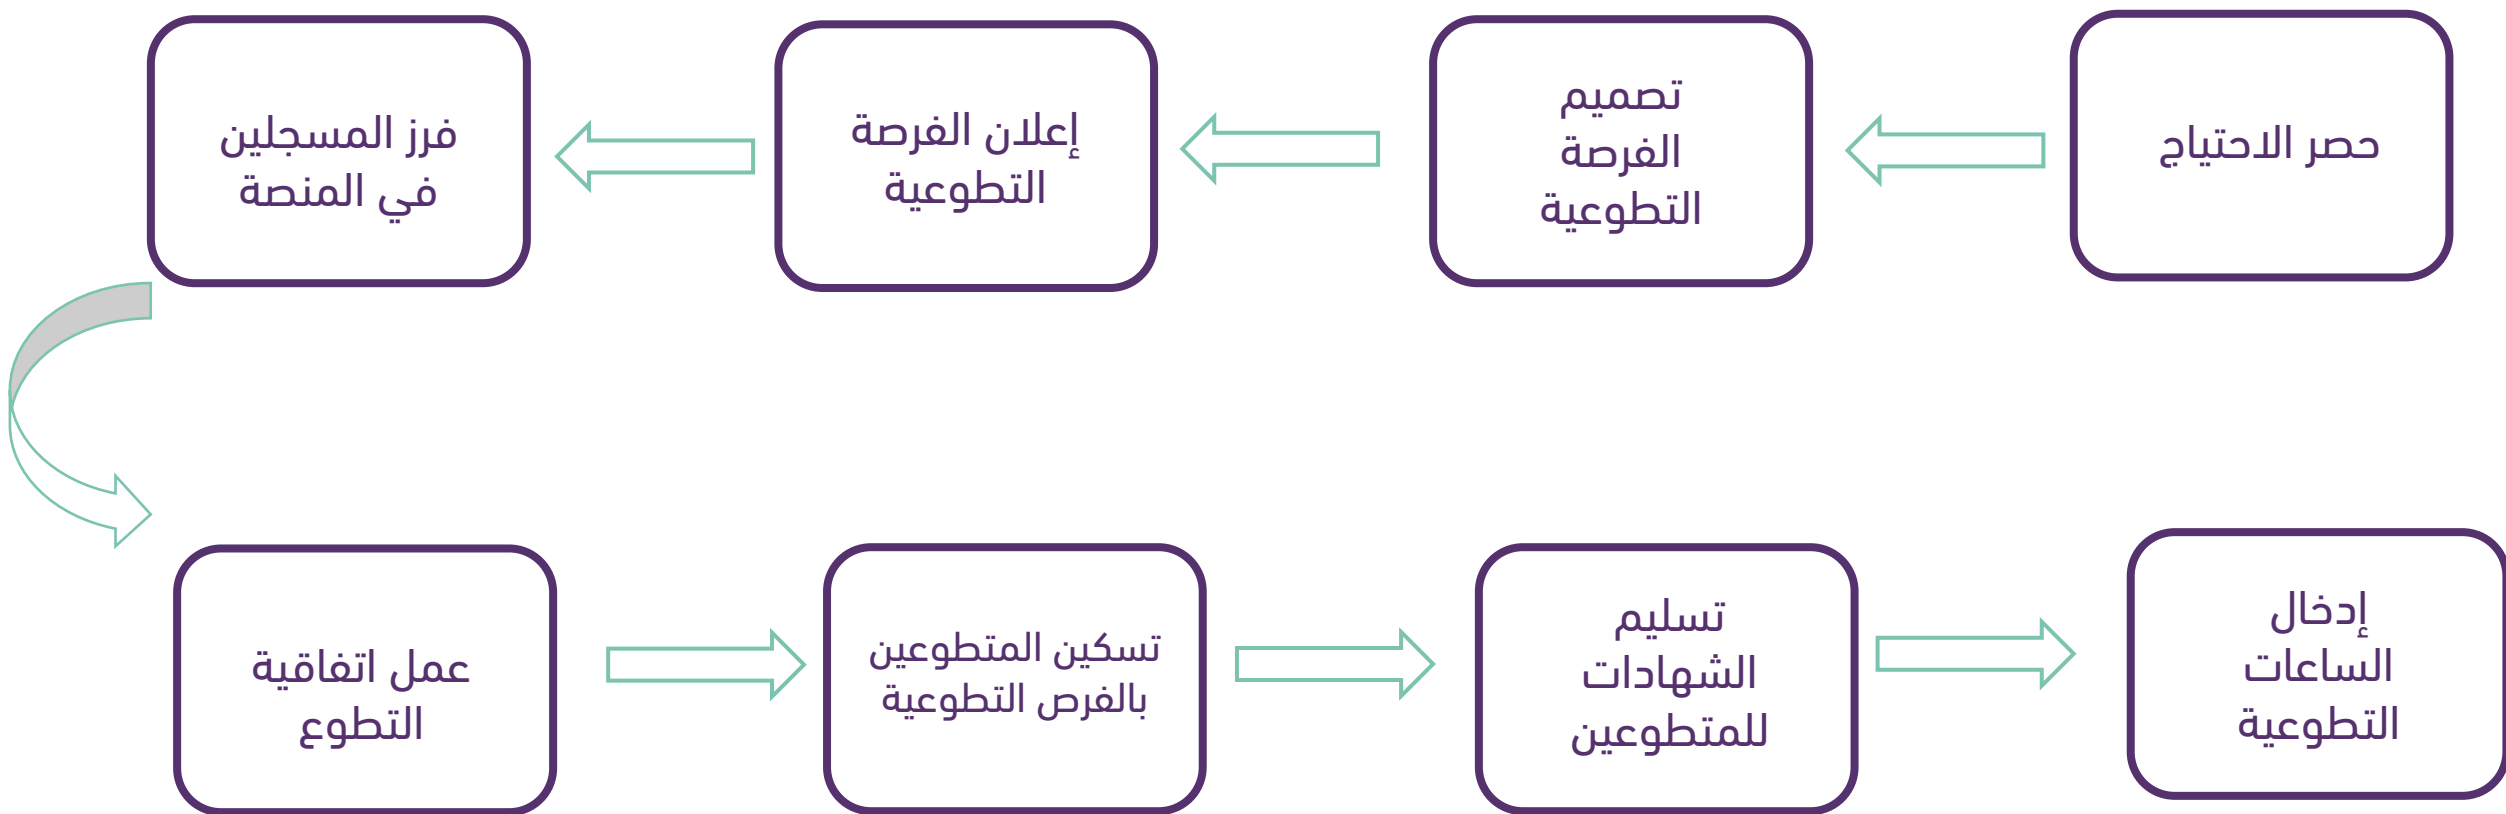 حصر الاحتياج
تصميم
الفرصة
التطوعية
إعلان الفرصة
التطوعية
فرز المسجلين
في المنصة
عمل اتفاقية
التطوع
تسكين المتطوعين
بالفرص التطوعية
تسليم
الشهادات
للمتطوعين
إدخال
الساعات
التطوعية